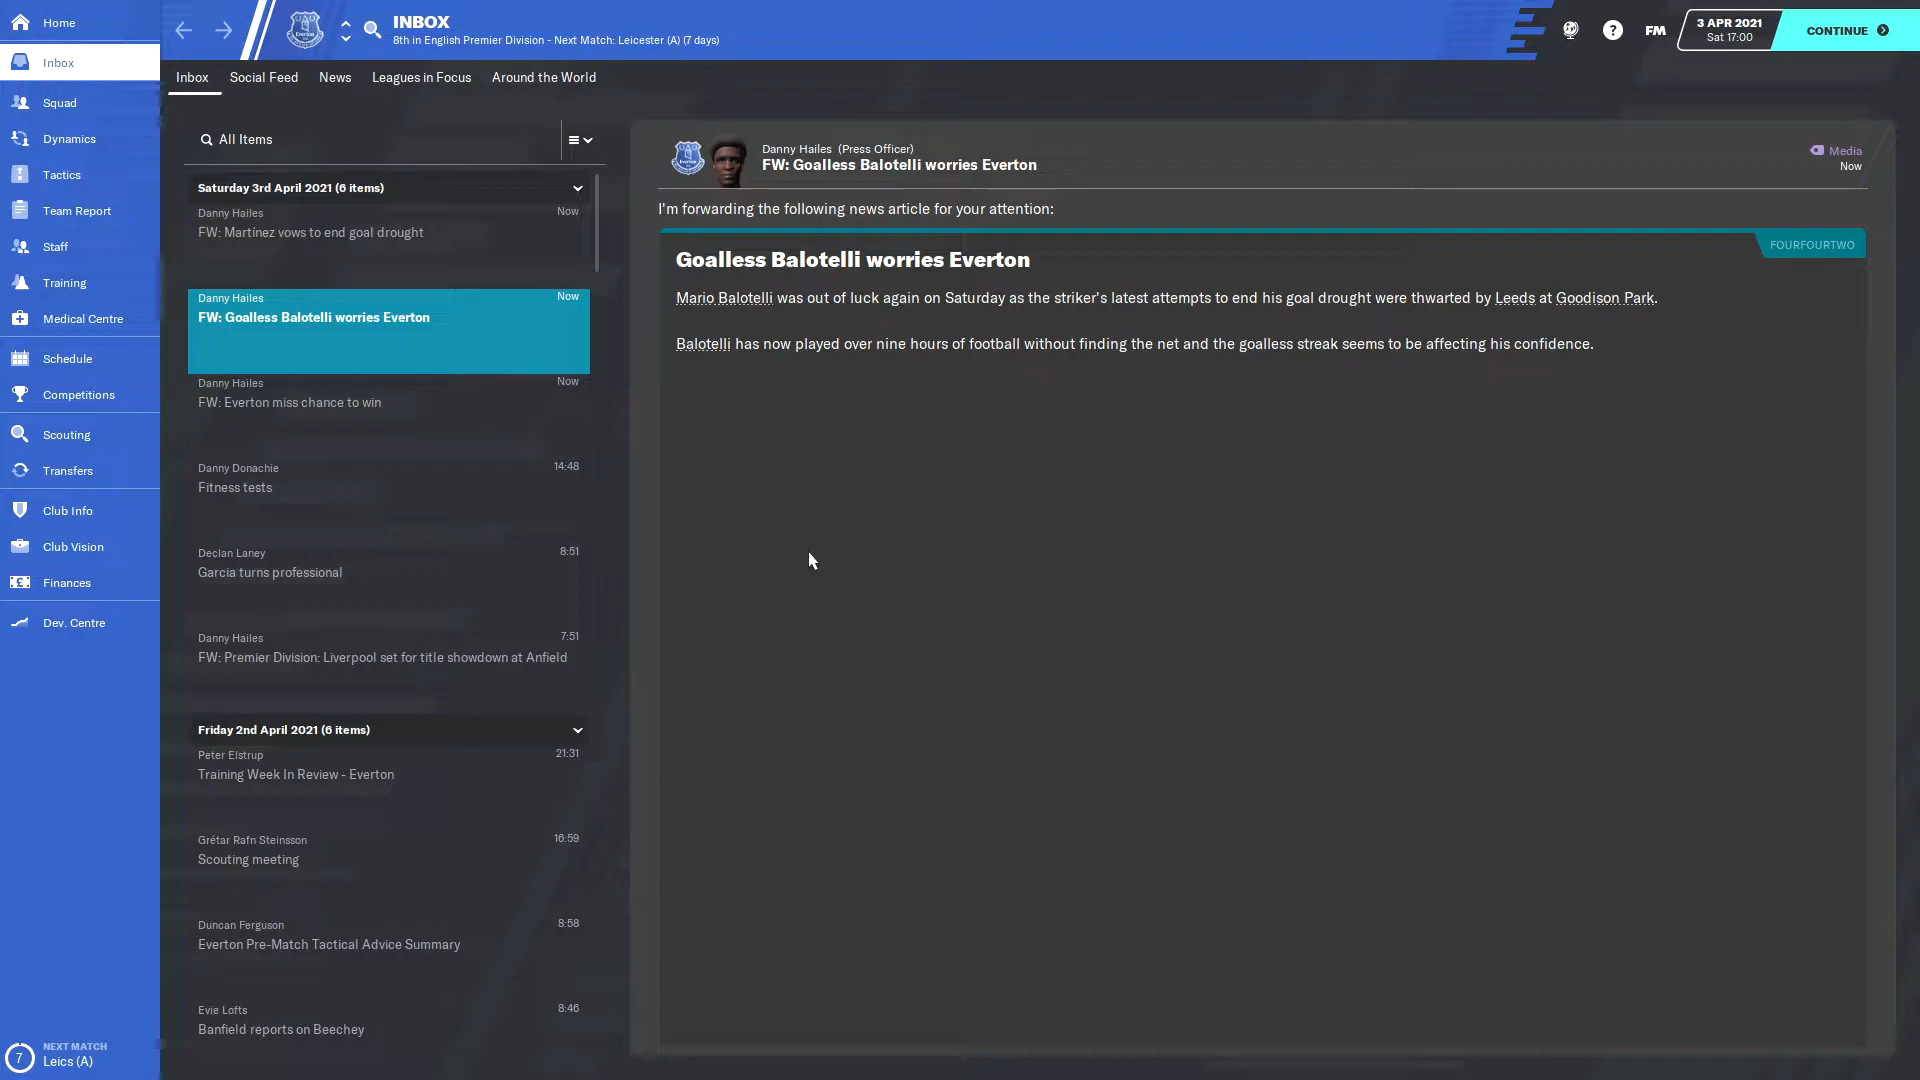 Home
Inbox
Squad
Dynamics
Tactics
Team Report
Staff
Training
Medical Centre
Schedule
Competitions
Scouting
Transfers
Club Info
Club Vision
Finances
Dev. Centre
7
NEXT MATCH
Leics (A)
INBOX
8th in English Premier Division - Next Match: Leicester (A) (7 days)
?
FM
3 APR 2021
Sat 17:00
CONTINUE
Inbox
Social Feed
News
Leagues in Focus
Around the World
All Items
Saturday 3rd April 2021 (6 items)
Danny Hailes
Now
FW: Martínez vows to end goal drought
Danny Hailes
Now
FW: Goalless Balotelli worries Everton
Danny Hailes
Now
FW: Everton miss chance to win
Danny Donachie
14:48
Fitness tests
Declan Laney
8:51
Garcia turns professional
Danny Hailes
7:51
FW: Premier Division: Liverpool set for title showdown at Anfield
Friday 2nd April 2021 (6 items)
Peter Elstrup
21:31
Training Week In Review - Everton
Grétar Rafn Steinsson
16:59
Scouting meeting
Duncan Ferguson
8:58
Everton Pre-Match Tactical Advice Summary
Evie Lofts
8:46
Banfield reports on Beechey
Danny Hailes (Press Officer)
FW: Goalless Balotelli worries Everton
Media
Now
I'm forwarding the following news article for your attention:
FOURFOURTWO
Goalless Balotelli worries Everton
Mario Balotelli was out of luck again on Saturday as the striker's latest attempts to end his goal drought were thwarted by Leeds at Goodison Park.
Balotelli has now played over nine hours of football without finding the net and the goalless streak seems to be affecting his confidence.